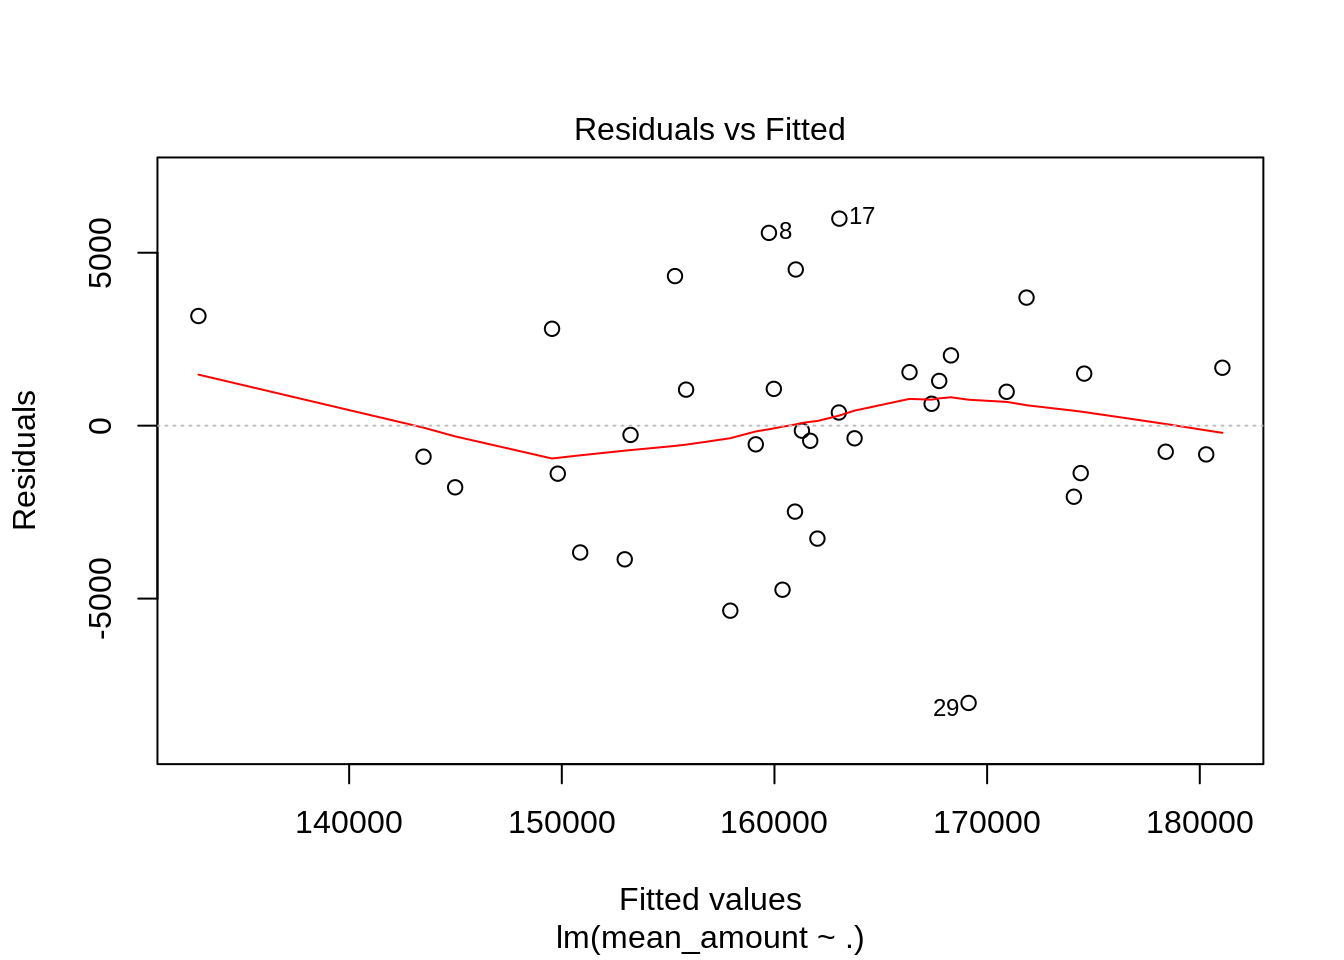 Residuals vs Fitted
Residuals
5000
0
-5000
8
17
29
140000 150000 160000 170000 180000
Fitted values
lm(mean_amount ~ .)